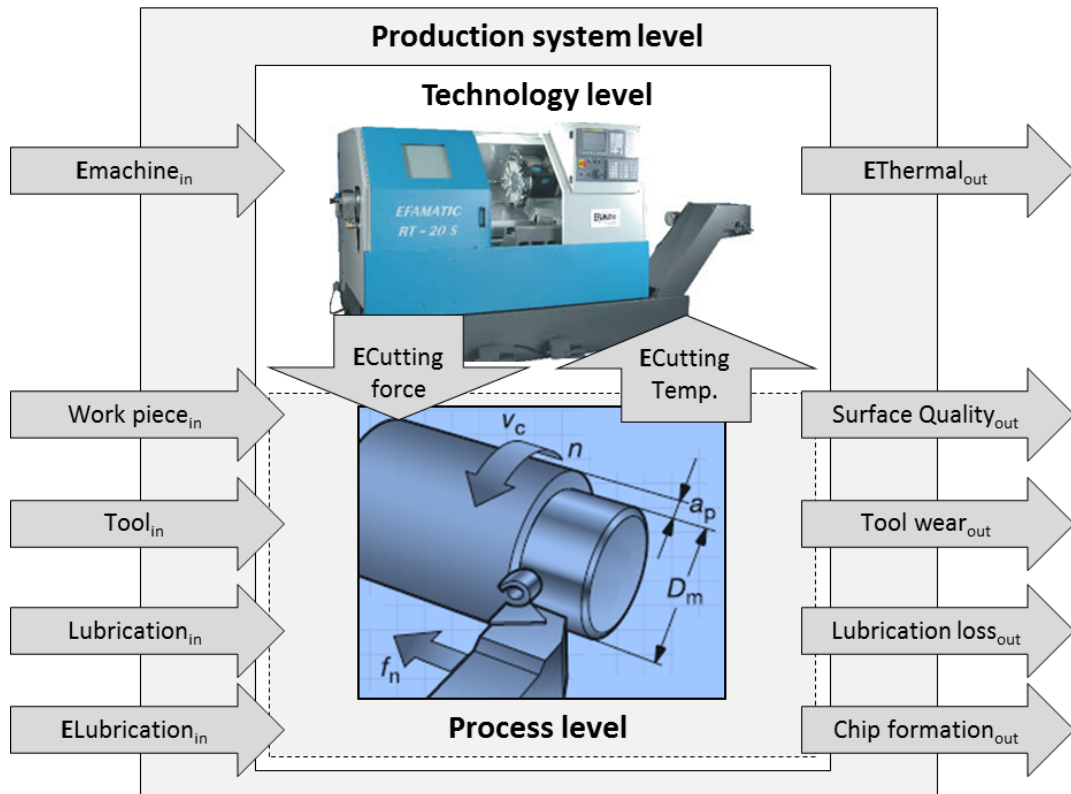 Production system level
Technology level
Emachinein
EThermalout
EFAMATIC
RT - 20 S
EFAMATIC
ECutting
force
ECutting
Temp.
Work piecein
Surface Qualityout
vc
n
ap
Toolin
Tool wearout
Dm
Lubricationin
Lubrication lossout
fn
ELubricationin
Process level
Chip formationout